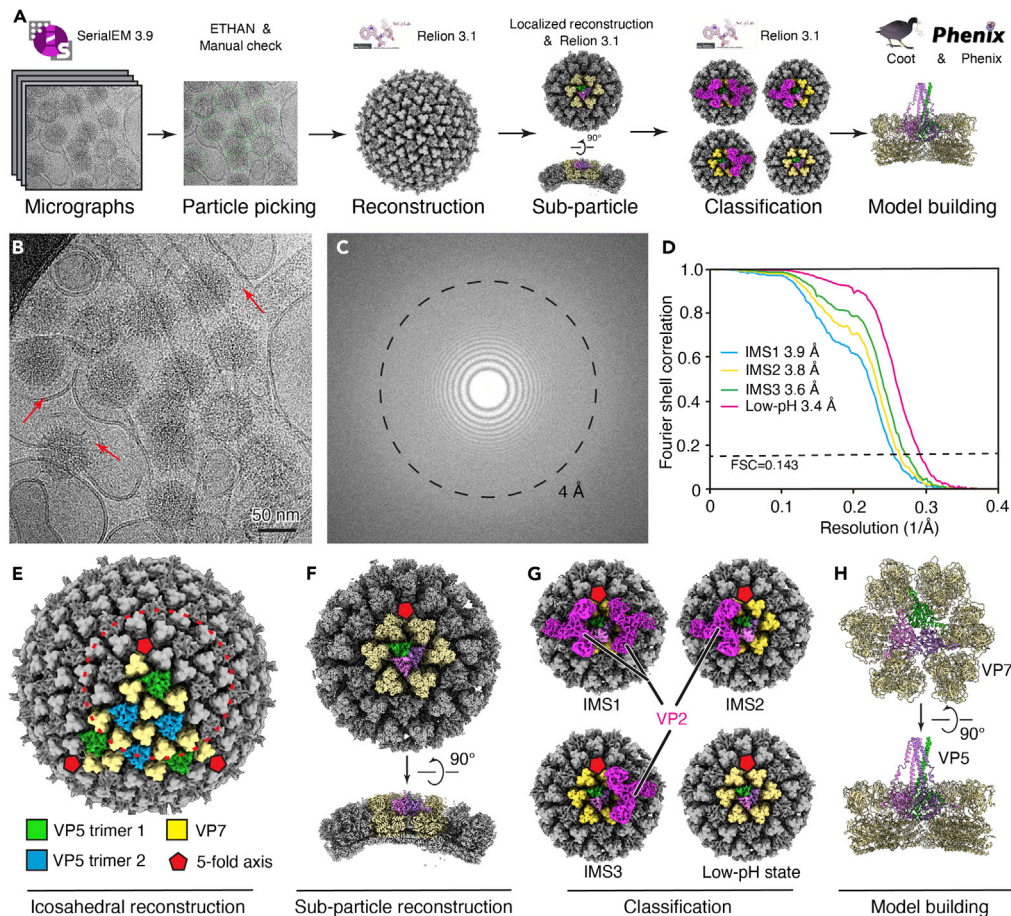 A
SerialEM 3.9
ETHAN &
Manual check
Relion 3.1
Localized reconstruction
& Relion 3.1
Relion 3.1
Phenix
Coot & Phenix
90°
Micrographs
Particle picking
Reconstruction
Sub-particle
Classification
Model building
B
50 nm
C
4 Å
D
Fourier shell correlation
1.0
0.8
0.6
0.4
0.2
0
IMS1 3.9 Å
IMS2 3.8 Å
IMS3 3.6 Å
Low-pH 3.4 Å
FSC=0.143
0
0.1
0.2
0.3
0.4
Resolution (1/Å)
E
VP5 trimer 1
VP7
VP5 trimer 2
5-fold axis
Icosahedral reconstruction
F
90°
Sub-particle reconstruction
G
IMS1
IMS2
VP2
IMS3
Low-pH state
Classification
H
VP7
90°
VP5
Model building